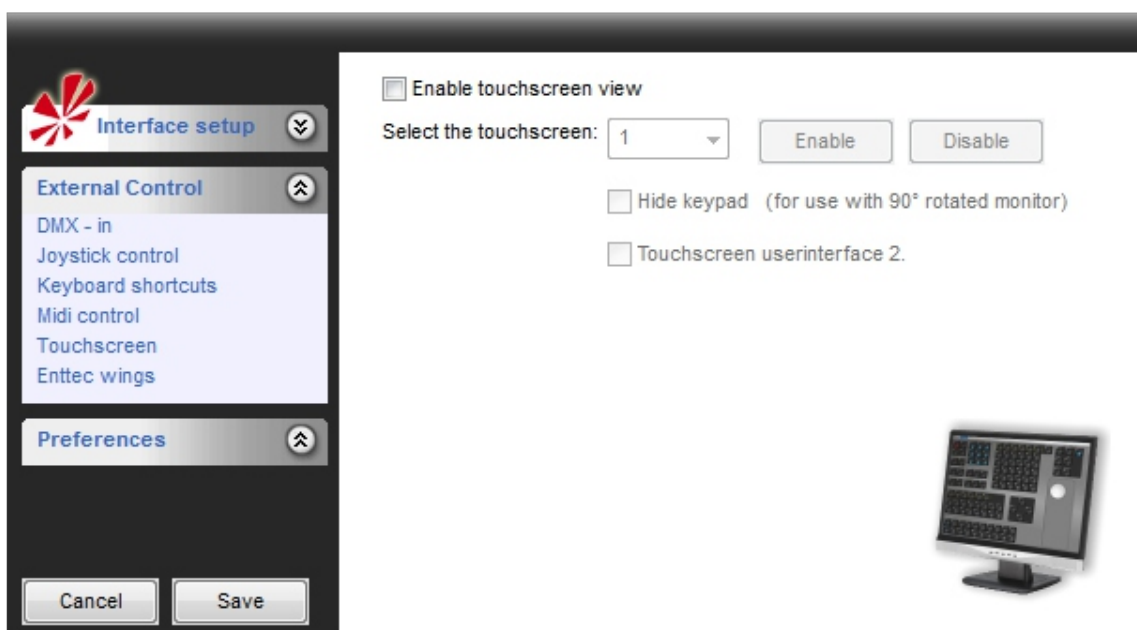 Interface setup
External Control
DMX - in
Joystick control
Keyboard shortcuts
Midi control
Touchscreen
Enttec wings
Preferences
Cancel Save
Enable touchscreen view
Select the touchscreen: 1 Enable Disable
Hide keypad (for use with 90° rotated monitor)
Touchscreen userinterface 2.